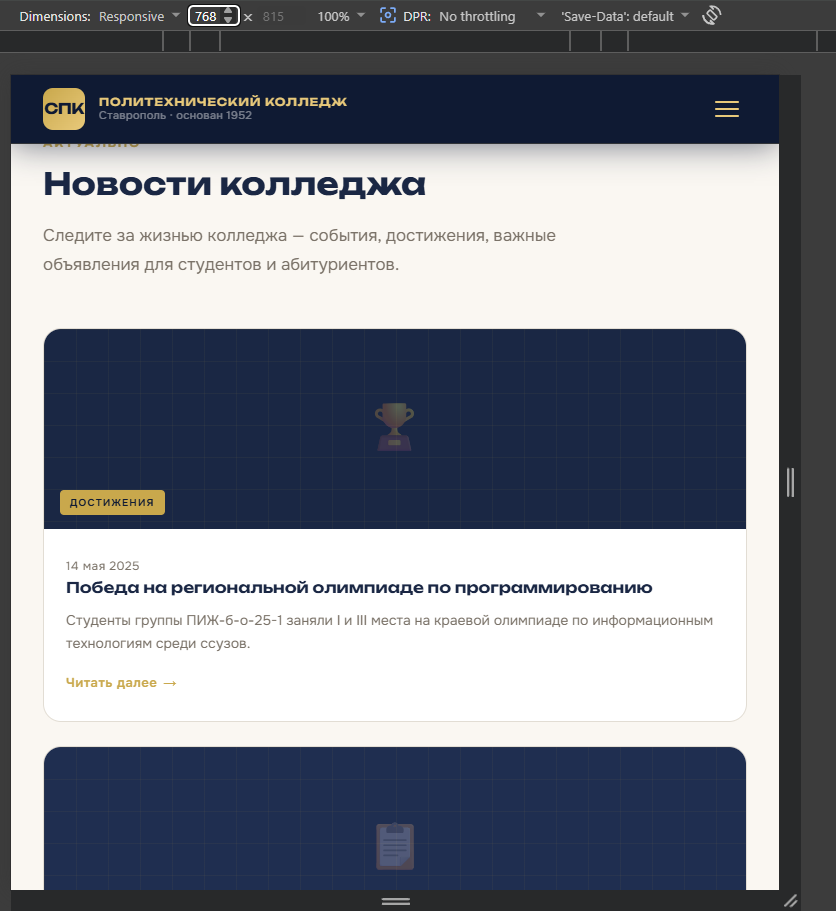 Dimensions: Responsive 768 × 815 100% DPR: No throttling 'Save-Data': default
СПК
ПОЛИТЕХНИЧЕСКИЙ КОЛЛЕДЖ
Ставрополь · основан 1952
АКТУАЛЬНО
Новости колледжа
Следите за жизнью колледжа — события, достижения, важные
объявления для студентов и абитуриентов.
ДОСТИЖЕНИЯ
14 мая 2025
Победа на региональной олимпиаде по программированию
Студенты группы ПИЖ-б-о-25-1 заняли I и III места на краевой олимпиаде по информационным
технологиям среди ссузов.
Читать далее →